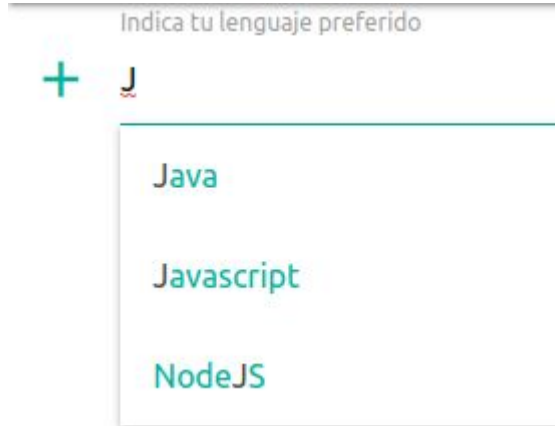 Indica tu lenguaje preferido
J
Java
Javascript
NodeJS